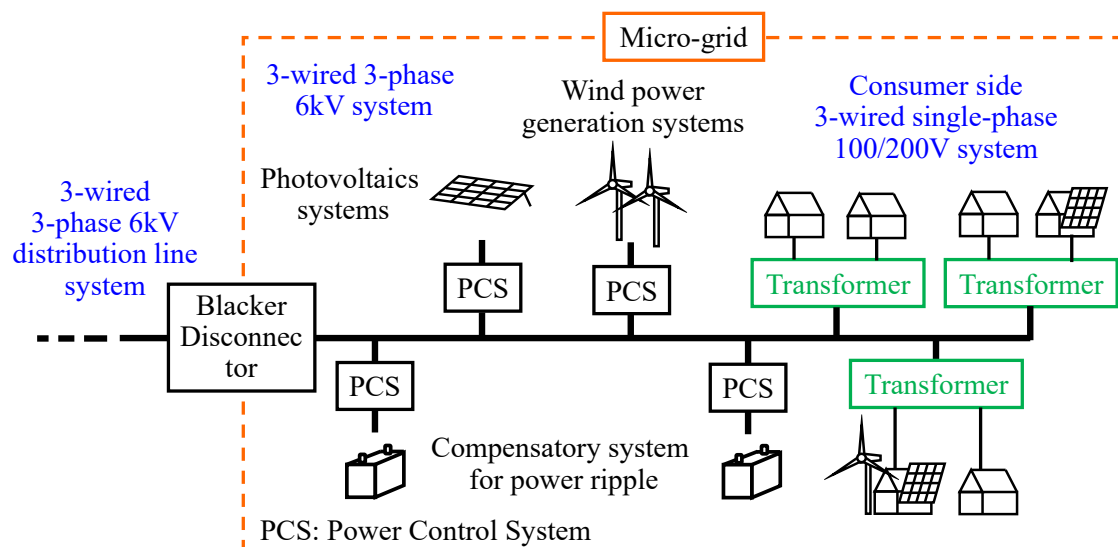 Micro-grid
3-wired 3-phase
6kV system
Wind power
generation systems
Consumer side
3-wired single-phase
100/200V system
Photovoltaics
systems
3-wired
3-phase 6kV
distribution line
system
PCS
PCS
Transformer
Transformer
Blacker
Disconnec
tor
PCS
PCS
Transformer
Compensatory system
for power ripple
PCS: Power Control System